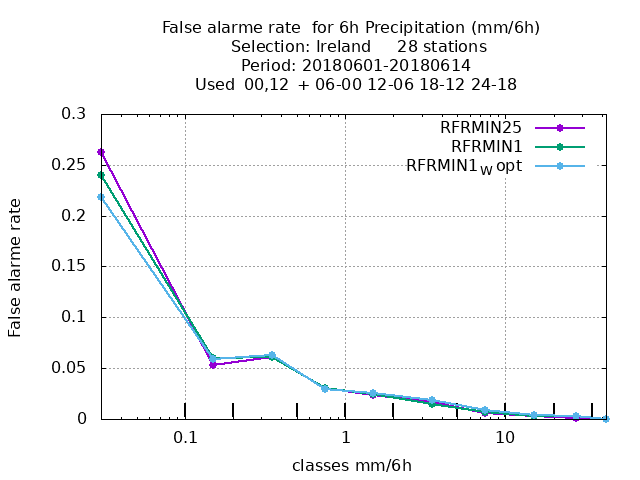 False alarme rate  for 6h Precipitation (mm/6h)
Selection: Ireland     28 stations
Period: 20180601-20180614
Used  00,12  + 06-00 12-06 18-12 24-18
RFRMIN25
RFRMIN1
RFRMIN1W opt
0.3
0.25
0.2
0.15
0.1
0.05
0
False alarme rate
0.1
1
10
classes mm/6h